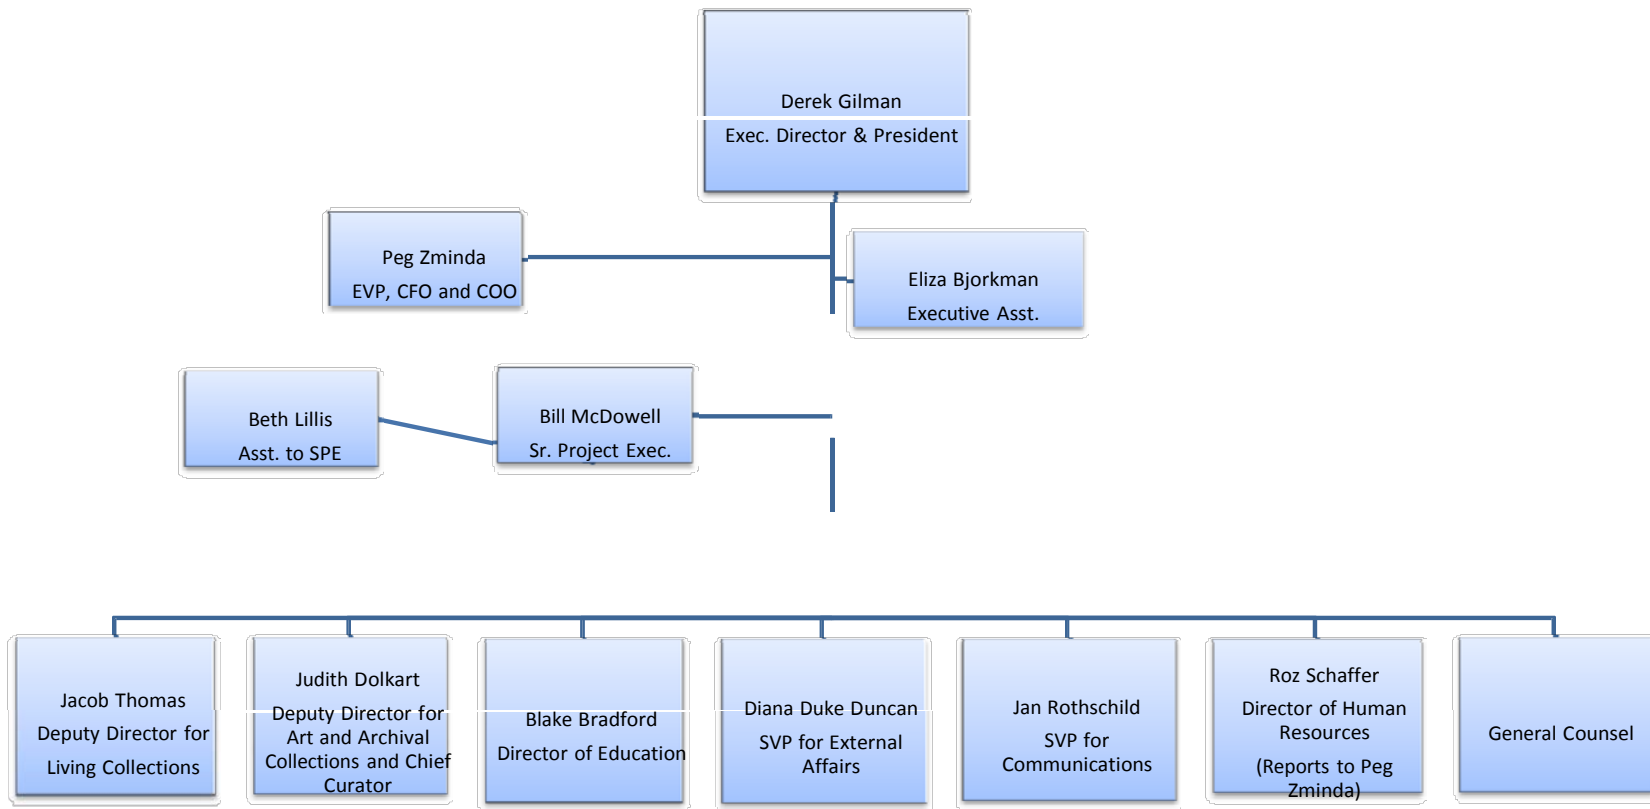 Derek Gilman
Exec. Director & President
Peg Zminda
EVP, CFO and COO
Eliza Bjorkman
Executive Asst.
Beth Lillis
Asst. to SPE
Bill McDowell
Sr. Project Exec.
Jacob Thomas
Deputy Director for
Living Collections
Judith Dolkart
Deputy Director for
Art and Archival
Collections and Chief
Curator
Blake Bradford
Director of Education
Diana Duke Duncan
SVP for External
Affairs
Jan Rothschild
SVP for
Communications
Roz Schaffer
Director of Human
Resources
(Reports to Peg
Zminda)
General Counsel